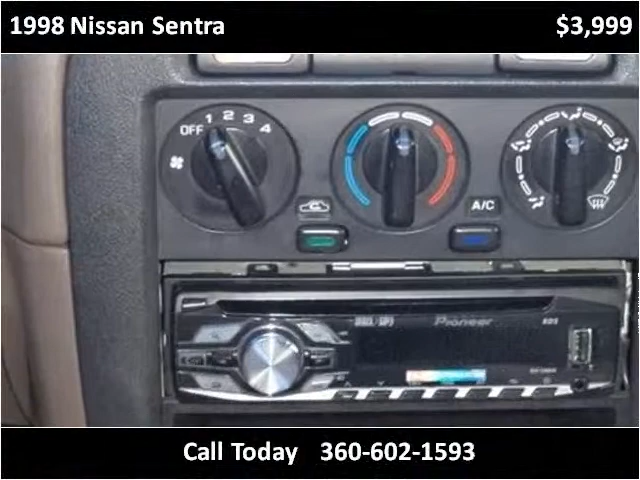 1998 Nissan Sentra $3,999
OFF 1 2 3 4
A/C
Pioneer
Call Today 360-602-1593